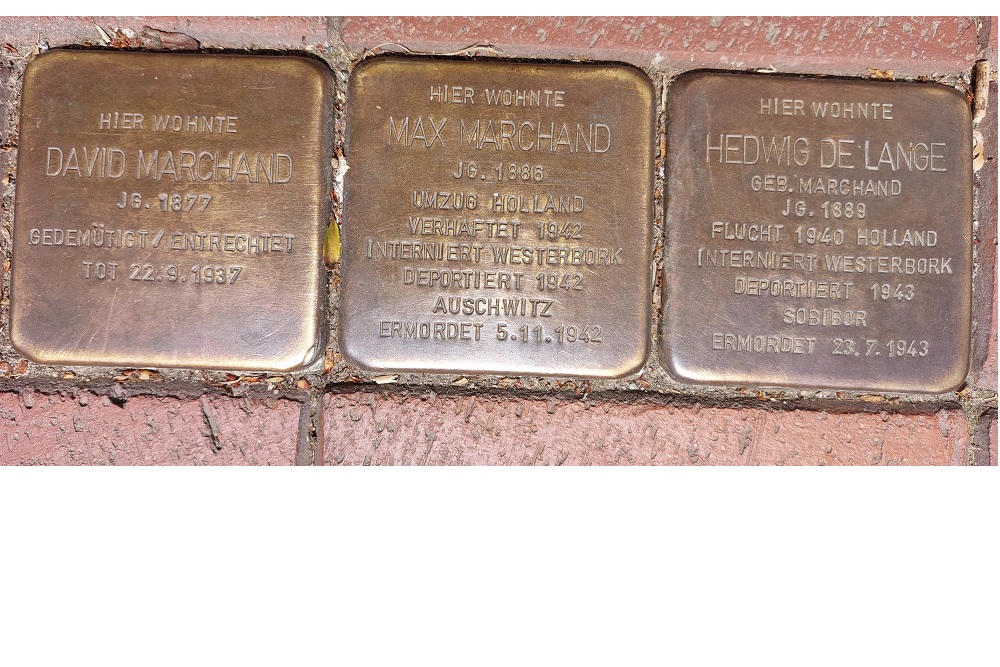 HIER WOHNTE
DAVID MARCHAND
JG. 1877
GEDEMÜTIGT / ENTRECHTET
TOT 22.9.1937
HIER WOHNTE
MAX MARCHAND
JG. 1886
UMZUG HOLLAND
VERHAFTET 1942
INTERNIERT WESTERBORK
DEPORTIERT 1942
AUSCHWITZ
ERMORDET 5.11.1942
HIER WOHNTE
HEDWIG DE LANGE
GEB. MARCHAND
JG. 1889
FLUCHT 1940 HOLLAND
INTERNIERT WESTERBORK
DEPORTIERT 1943
SOBIBOR
ERMORDET 23.7.1943